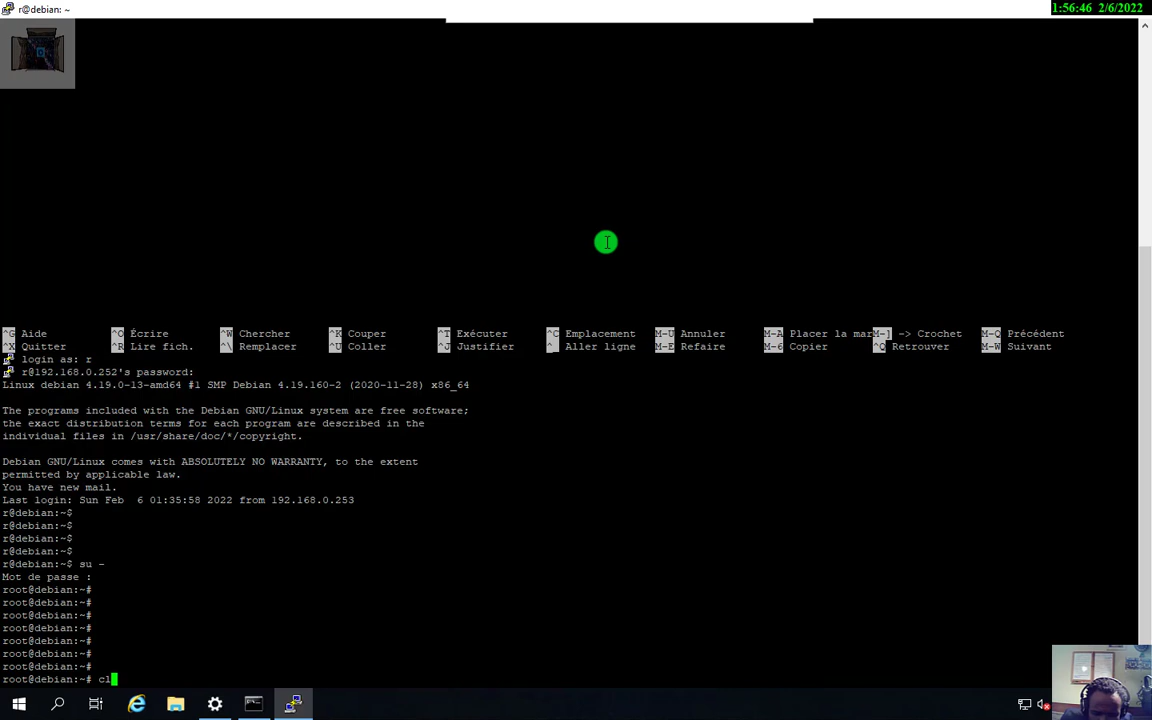 r@debian: ~
1:56:46 2/6/2022
^G Aide ^O Écrire ^W Chercher ^K Couper ^T Exécuter ^C Emplacement M-U Annuler M-A Placer la marM-] -> Crochet M-Q Précédent
^X Quitter ^R Lire fich. ^\ Remplacer ^U Coller ^J Justifier ^_ Aller ligne M-E Refaire M-6 Copier ^Q Retrouver M-W Suivant
login as: r
r@192.168.0.252's password:
Linux debian 4.19.0-13-amd64 #1 SMP Debian 4.19.160-2 (2020-11-28) x86_64
The programs included with the Debian GNU/Linux system are free software;
the exact distribution terms for each program are described in the
individual files in /usr/share/doc/*/copyright.
Debian GNU/Linux comes with ABSOLUTELY NO WARRANTY, to the extent
permitted by applicable law.
You have new mail.
Last login: Sun Feb  6 01:35:58 2022 from 192.168.0.253
r@debian:~$
r@debian:~$
r@debian:~$
r@debian:~$
r@debian:~$ su -
Mot de passe :
root@debian:~#
root@debian:~#
root@debian:~#
root@debian:~#
root@debian:~#
root@debian:~#
root@debian:~#
root@debian:~# cl